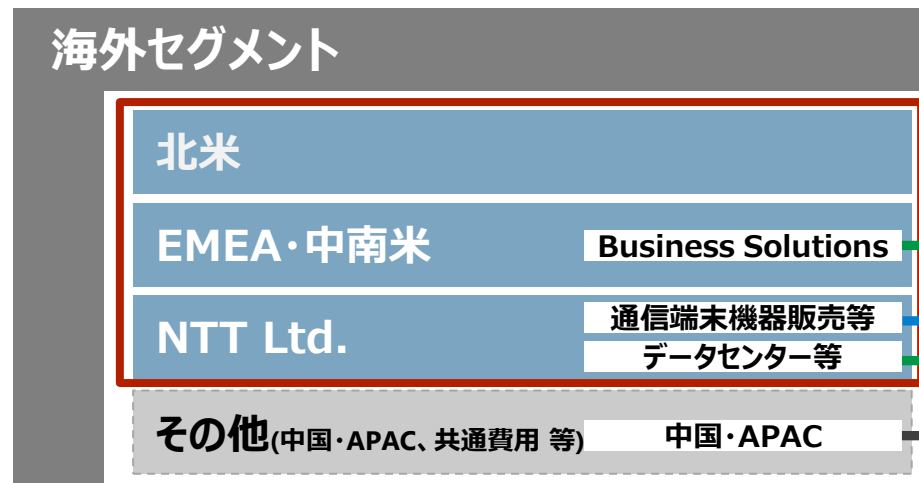 海外セグメント
北米
EMEA･中南米
Business Solutions
NTT Ltd.
通信端末機器販売等
データセンター等
その他(中国･APAC、共通費用 等)
中国･APAC